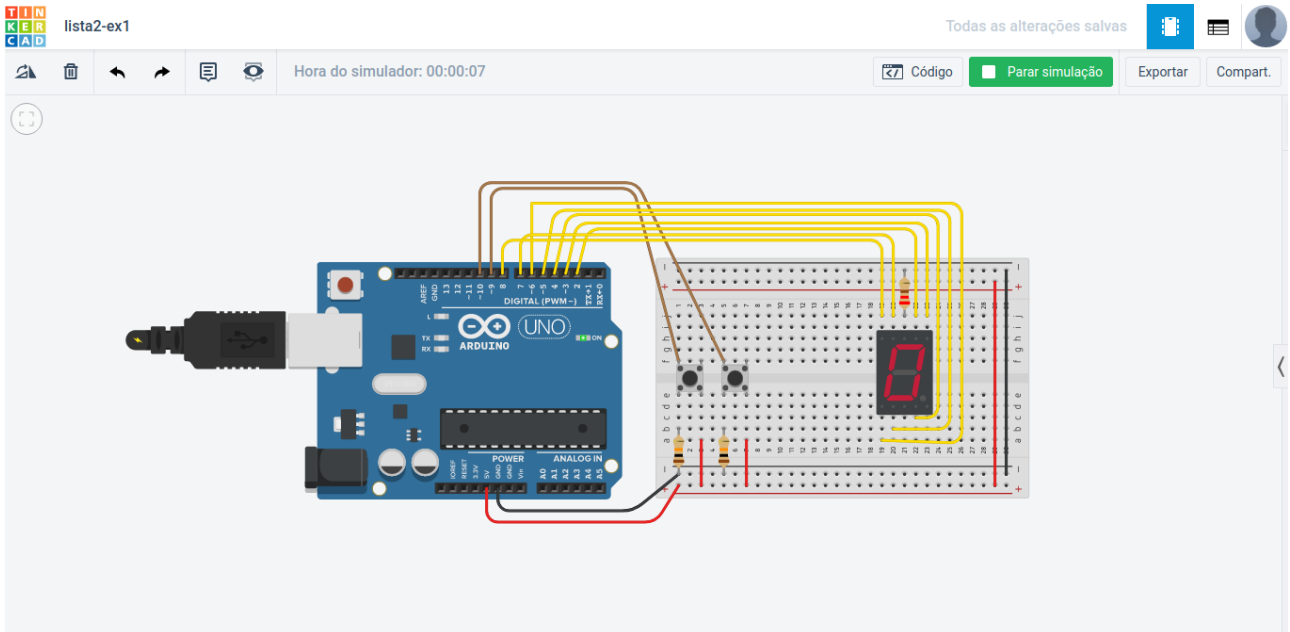 TIN
KER
CAD
lista2-ex1
Todas as alterações salvas
Hora do simulador: 00:00:07
Código
Parar simulação
Exportar
Compart.
AREF
GND
13
12
~11
~10
~9
8
7
~6
~5
4
~3
2
TX→1
RX←0
DIGITAL (PWM~)
L
TX
RX
ARDUINO
UNO
ON
POWER
ANALOG IN
IOREF
RESET
3.3V
5V
GND
GND
Vin
A0
A1
A2
A3
A4
A5
a b c d e
f g h i j